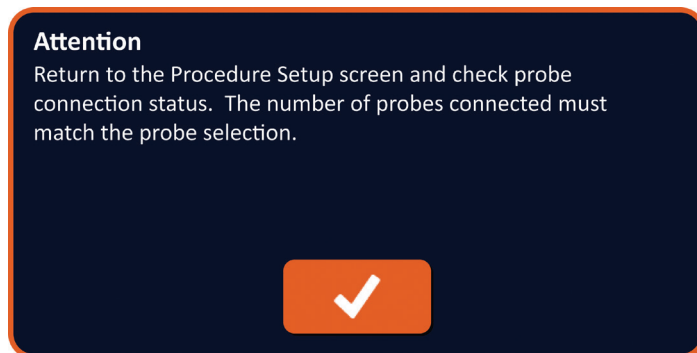 Attention
Return to the Procedure Setup screen and check probe
connection status.  The number of probes connected must
match the probe selection.